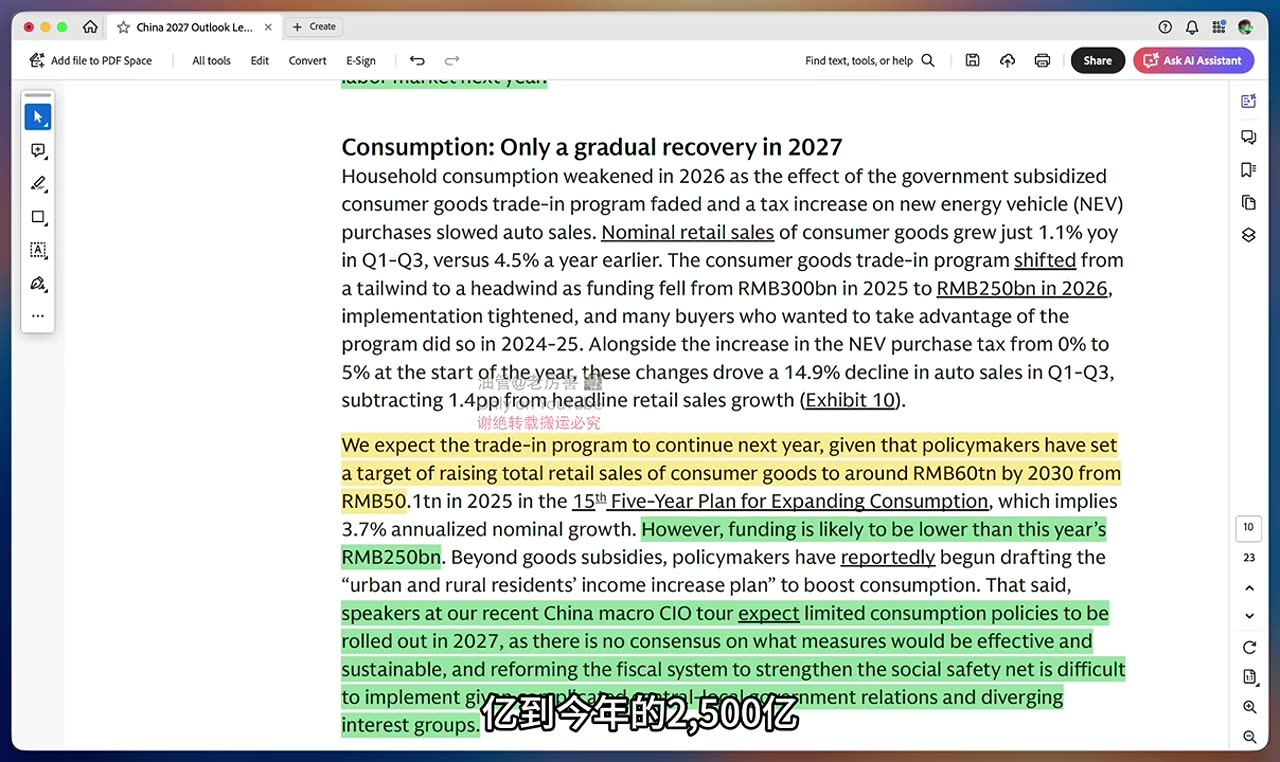 China 2027 Outlook Le...
Create
Add file to PDF Space
All tools
Edit
Convert
E-Sign
Find text, tools, or help
Share
Ask AI Assistant
labor market next year.
Consumption: Only a gradual recovery in 2027
Household consumption weakened in 2026 as the effect of the government subsidized
consumer goods trade-in program faded and a tax increase on new energy vehicle (NEV)
purchases slowed auto sales. Nominal retail sales of consumer goods grew just 1.1% yoy
in Q1-Q3, versus 4.5% a year earlier. The consumer goods trade-in program shifted from
a tailwind to a headwind as funding fell from RMB300bn in 2025 to RMB250bn in 2026,
implementation tightened, and many buyers who wanted to take advantage of the
program did so in 2024-25. Alongside the increase in the NEV purchase tax from 0% to
5% at the start of the year, these changes drove a 14.9% decline in auto sales in Q1-Q3,
油管@老厉害
subtracting 1.4pp from headline retail sales growth (Exhibit 10).
谢绝转载搬运必究
We expect the trade-in program to continue next year, given that policymakers have set
a target of raising total retail sales of consumer goods to around RMB60tn by 2030 from
RMB50.1tn in 2025 in the 15th Five-Year Plan for Expanding Consumption, which implies
3.7% annualized nominal growth. However, funding is likely to be lower than this year's
RMB250bn. Beyond goods subsidies, policymakers have reportedly begun drafting the
“urban and rural residents' income increase plan” to boost consumption. That said,
speakers at our recent China macro CIO tour expect limited consumption policies to be
rolled out in 2027, as there is no consensus on what measures would be effective and
sustainable, and reforming the fiscal system to strengthen the social safety net is difficult
to implement given complicated central-local government relations and diverging
interest groups.
亿到今年的2,500亿
10
23